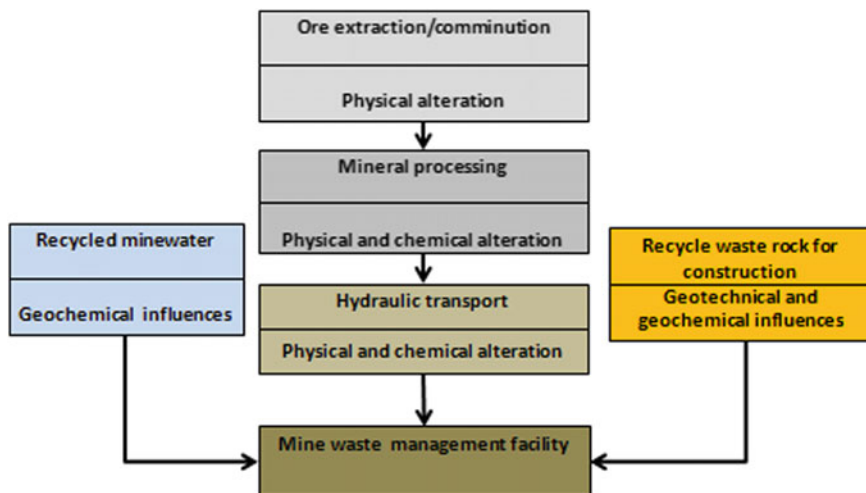 Ore extraction/comminution
Physical alteration
Mineral processing
Physical and chemical alteration
Recycled minewater
Geochemical influences
Recycle waste rock for
construction
Geotechnical and
geochemical influences
Hydraulic transport
Physical and chemical alteration
Mine waste management facility